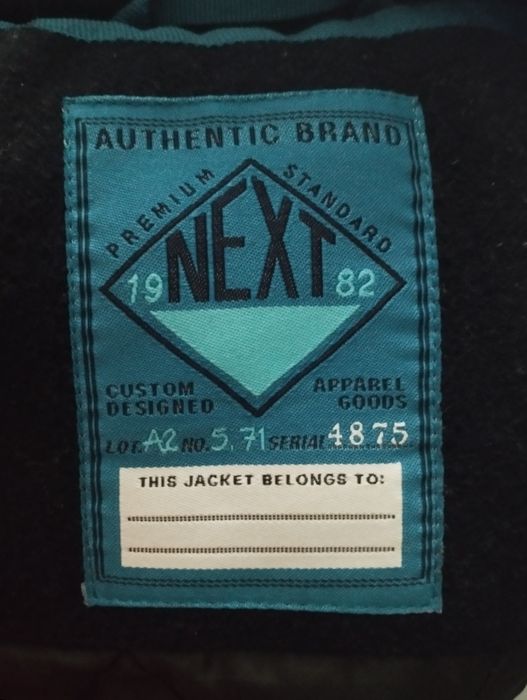 AUTHENTIC BRAND
PREMIUM STANDARD
NEXT
19 82
CUSTOM DESIGNED
APPAREL GOODS
LOT. A2 NO. 5.71 SERIAL 4875
THIS JACKET BELONGS TO: